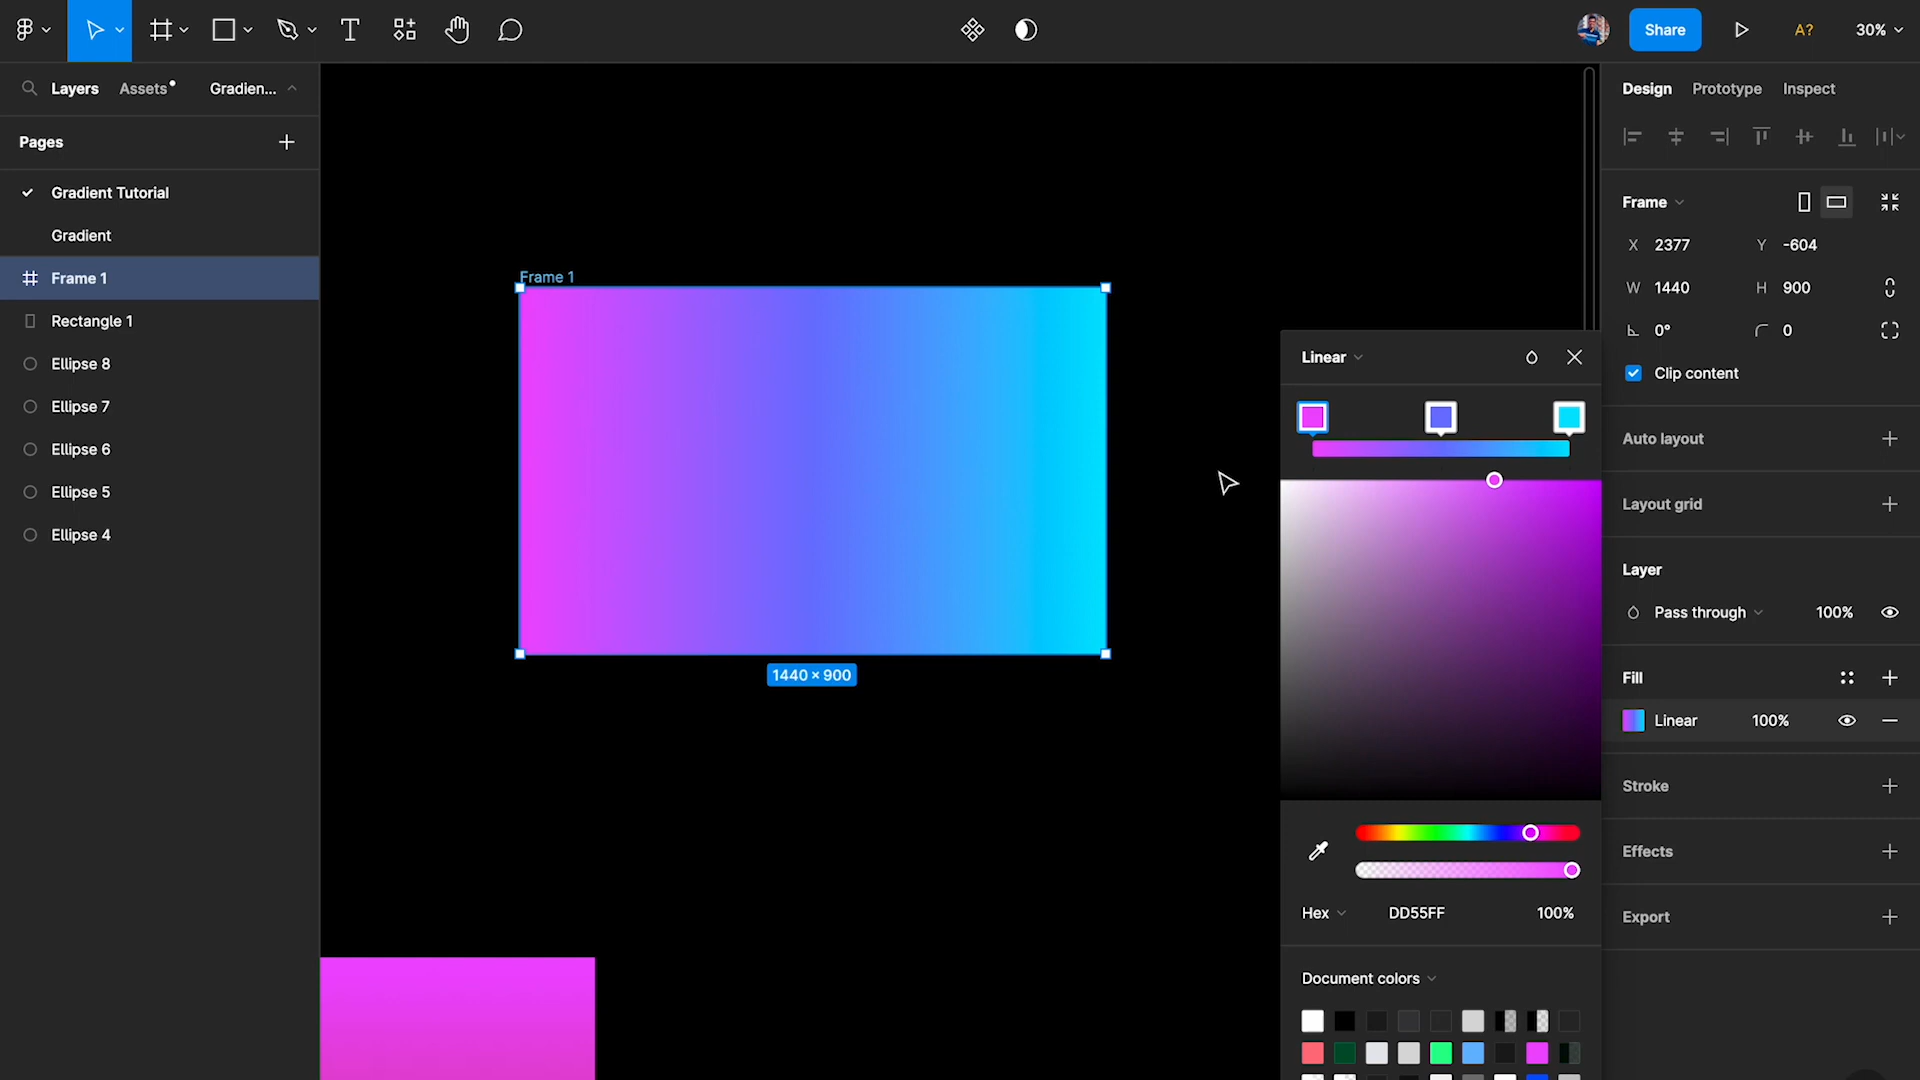 Share
A?
30%
Layers Assets Gradien...
Pages
Gradient Tutorial
Gradient
Frame 1
Rectangle 1
Ellipse 8
Ellipse 7
Ellipse 6
Ellipse 5
Ellipse 4
Frame 1
1440 × 900
Linear
Hex DD55FF 100%
Document colors
Design Prototype Inspect
Frame
X 2377 Y -604
W 1440 H 900
0° 0
Clip content
Auto layout
Layout grid
Layer
Pass through 100%
Fill
Linear 100%
Stroke
Effects
Export